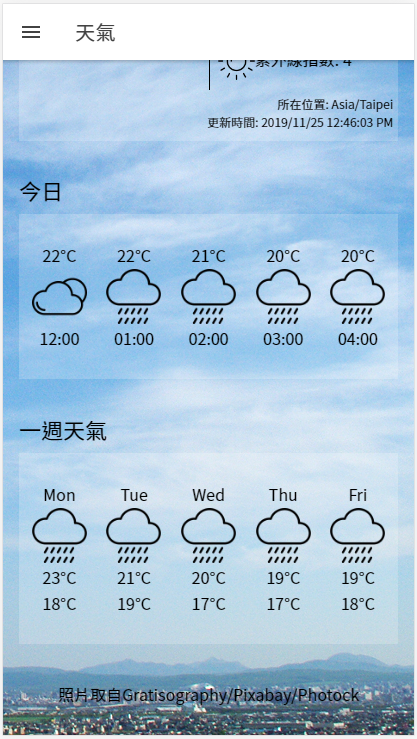 天氣
紫外線指數: 4
所在位置: Asia/Taipei
更新時間: 2019/11/25 12:46:03 PM
今日
22°C 22°C 21°C 20°C 20°C
12:00 01:00 02:00 03:00 04:00
一週天氣
Mon Tue Wed Thu Fri
23°C 21°C 20°C 19°C 19°C
18°C 19°C 17°C 17°C 18°C
照片取自Gratisography/Pixabay/Photock